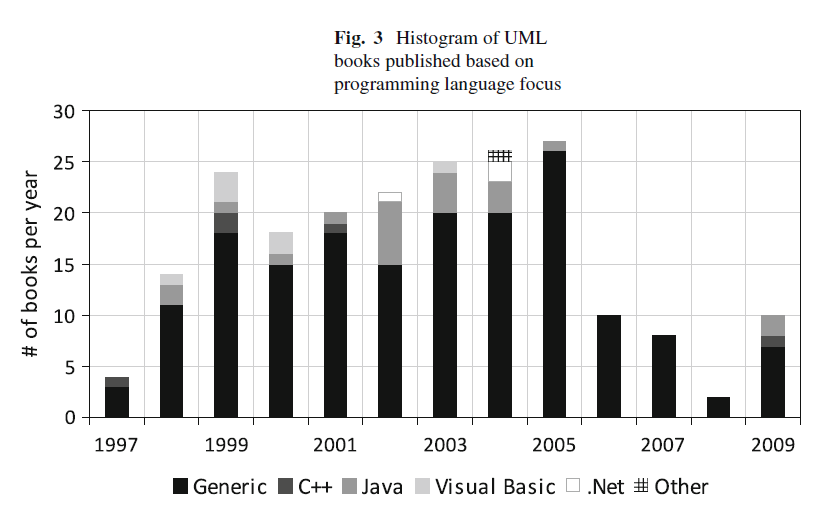 Fig. 3 Histogram of UML
books published based on
programming language focus
30
25
20
15
10
5
0
# of books per year
1997 1999 2001 2003 2005 2007 2009
Generic C++ Java Visual Basic .Net Other